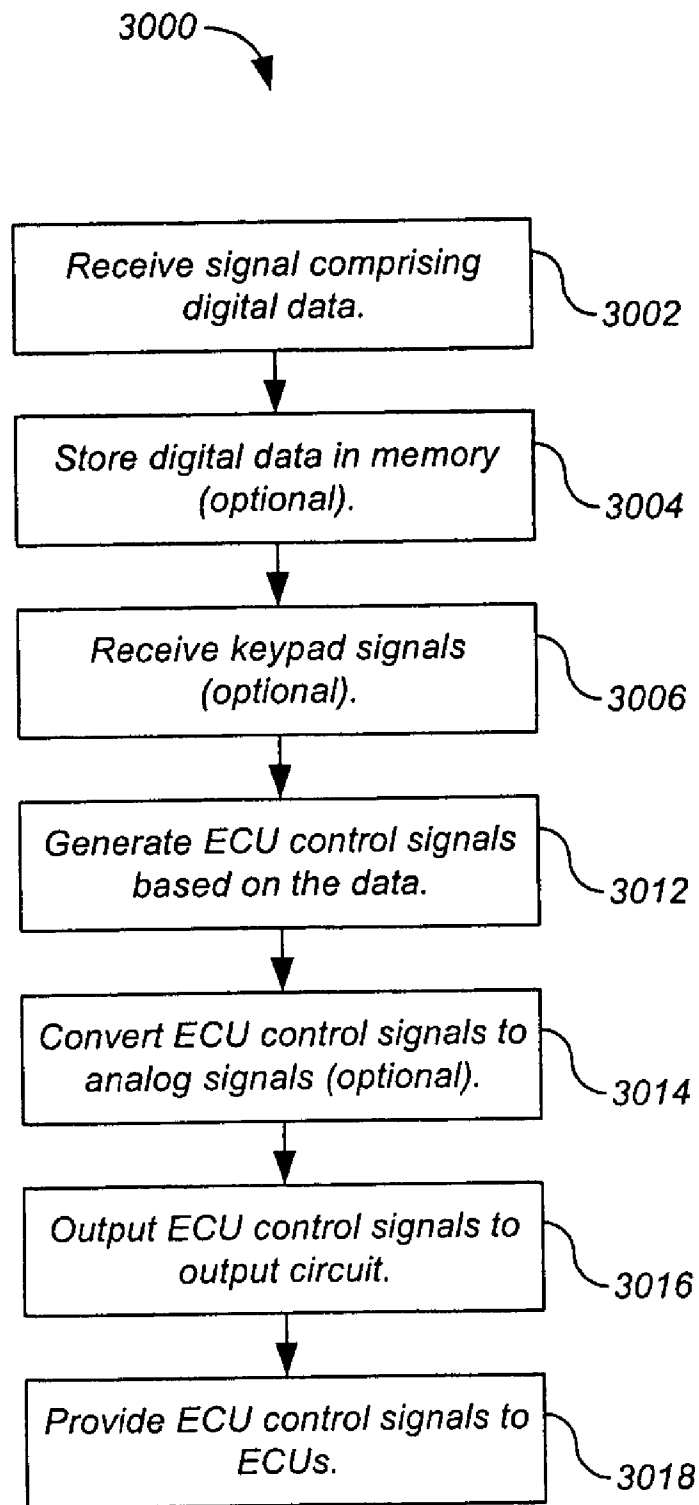 3000
Receive signal comprising
digital data.
3002
Store digital data in memory
(optional).
3004
Receive keypad signals
(optional).
3006
Generate ECU control signals
based on the data.
3012
Convert ECU control signals to
analog signals (optional).
3014
Output ECU control signals to
output circuit.
3016
Provide ECU control signals to
ECUs.
3018